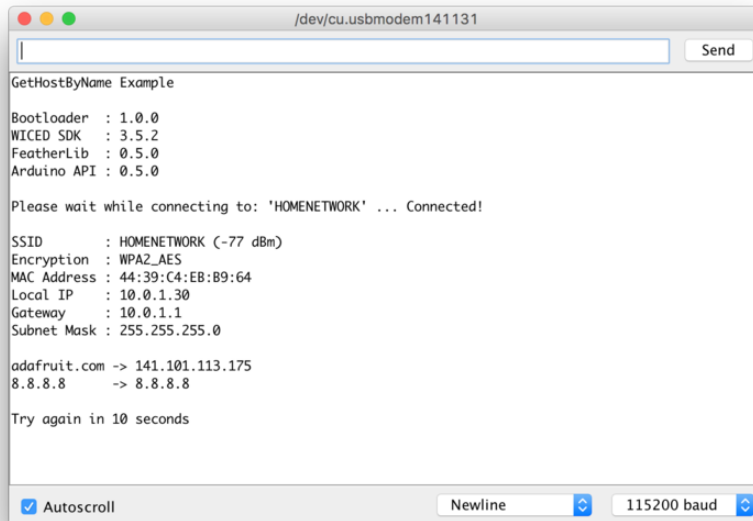 /dev/cu.usbmodem141131
Send
GetHostByName Example
Bootloader : 1.0.0
WICED SDK : 3.5.2
FeatherLib : 0.5.0
Arduino API : 0.5.0
Please wait while connecting to: 'HOMENETWORK' ... Connected!
SSID : HOMENETWORK (-77 dBm)
Encryption : WPA2_AES
MAC Address : 44:39:C4:EB:B9:64
Local IP : 10.0.1.30
Gateway : 10.0.1.1
Subnet Mask : 255.255.255.0
adafruit.com -> 141.101.113.175
8.8.8.8 -> 8.8.8.8
Try again in 10 seconds
Autoscroll Newline 115200 baud